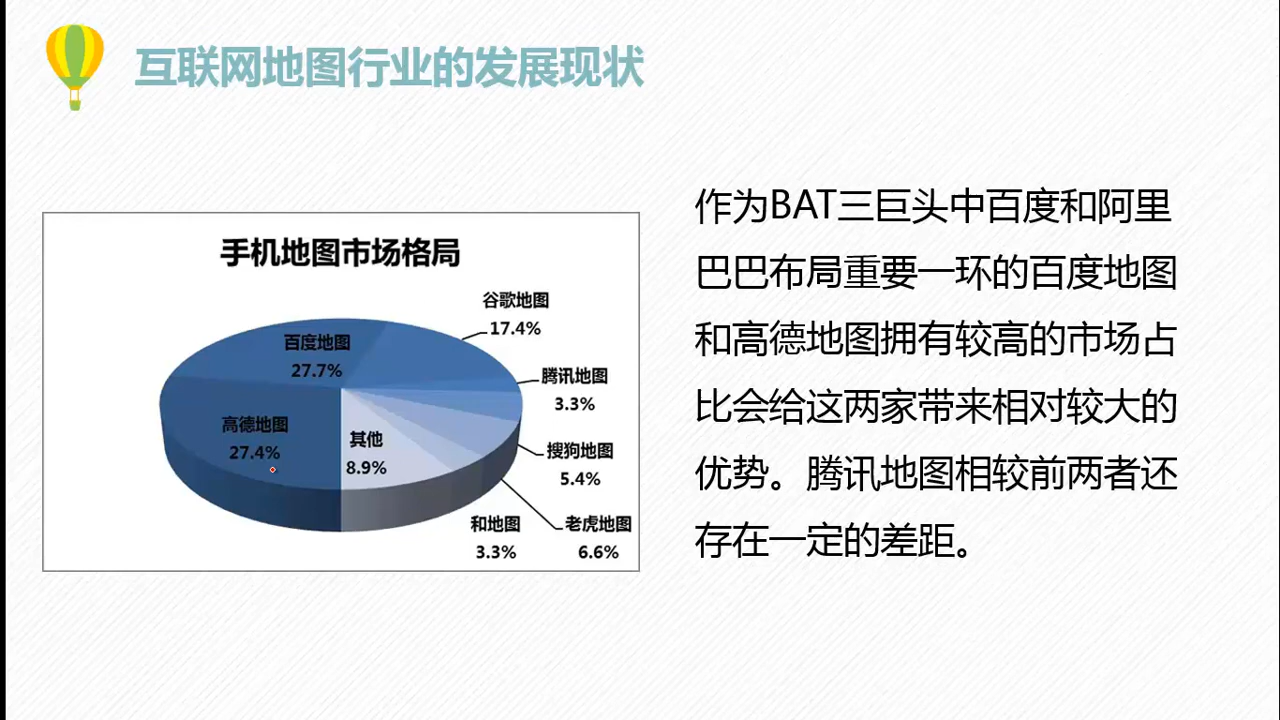 互联网地图行业的发展现状
手机地图市场格局
谷歌地图
17.4%
百度地图
27.7%
腾讯地图
3.3%
高德地图
27.4%
其他
8.9%
搜狗地图
5.4%
和地图
3.3%
老虎地图
6.6%
作为BAT三巨头中百度和阿里
巴巴布局重要一环的百度地图
和高德地图拥有较高的市场占
比会给这两家带来相对较大的
优势。腾讯地图相较前两者还
存在一定的差距。